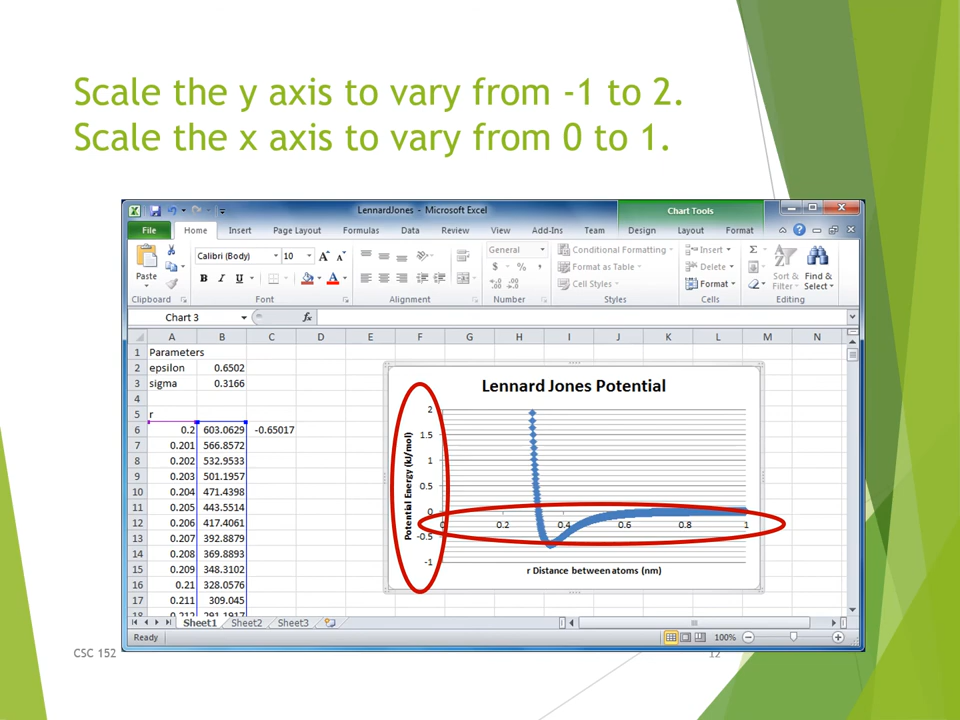 Scale the y axis to vary from -1 to 2.
Scale the x axis to vary from 0 to 1.
LennardJones - Microsoft Excel
Chart Tools
File Home Insert Page Layout Formulas Data Review View Add-Ins Team Design Layout Format
Calibri (Body) 10 A A General Conditional Formatting Insert Σ
Paste Format as Table Delete Sort & Find &
B I U A $ % , Cell Styles Format Filter Select
Clipboard Font Alignment Number Styles Cells Editing
Chart 3 fx
A B C D E F G H I J K L M N
1 Parameters
2 epsilon 0.6502
3 sigma 0.3166
4
5 r
6 0.2 603.0629 -0.65017
7 0.201 566.8572
8 0.202 532.9533
9 0.203 501.1957
10 0.204 471.4398
11 0.205 443.5514
12 0.206 417.4061
13 0.207 392.8879
14 0.208 369.8893
15 0.209 348.3102
16 0.21 328.0576
17 0.211 309.045
18 0.212 291.1917
Lennard Jones Potential
Potential Energy (kJ/mol)
2
1.5
1
0.5
0
-0.5
-1
0 0.2 0.4 0.6 0.8 1
r Distance between atoms (nm)
Sheet1 Sheet2 Sheet3
Ready 100%
CSC 152 12